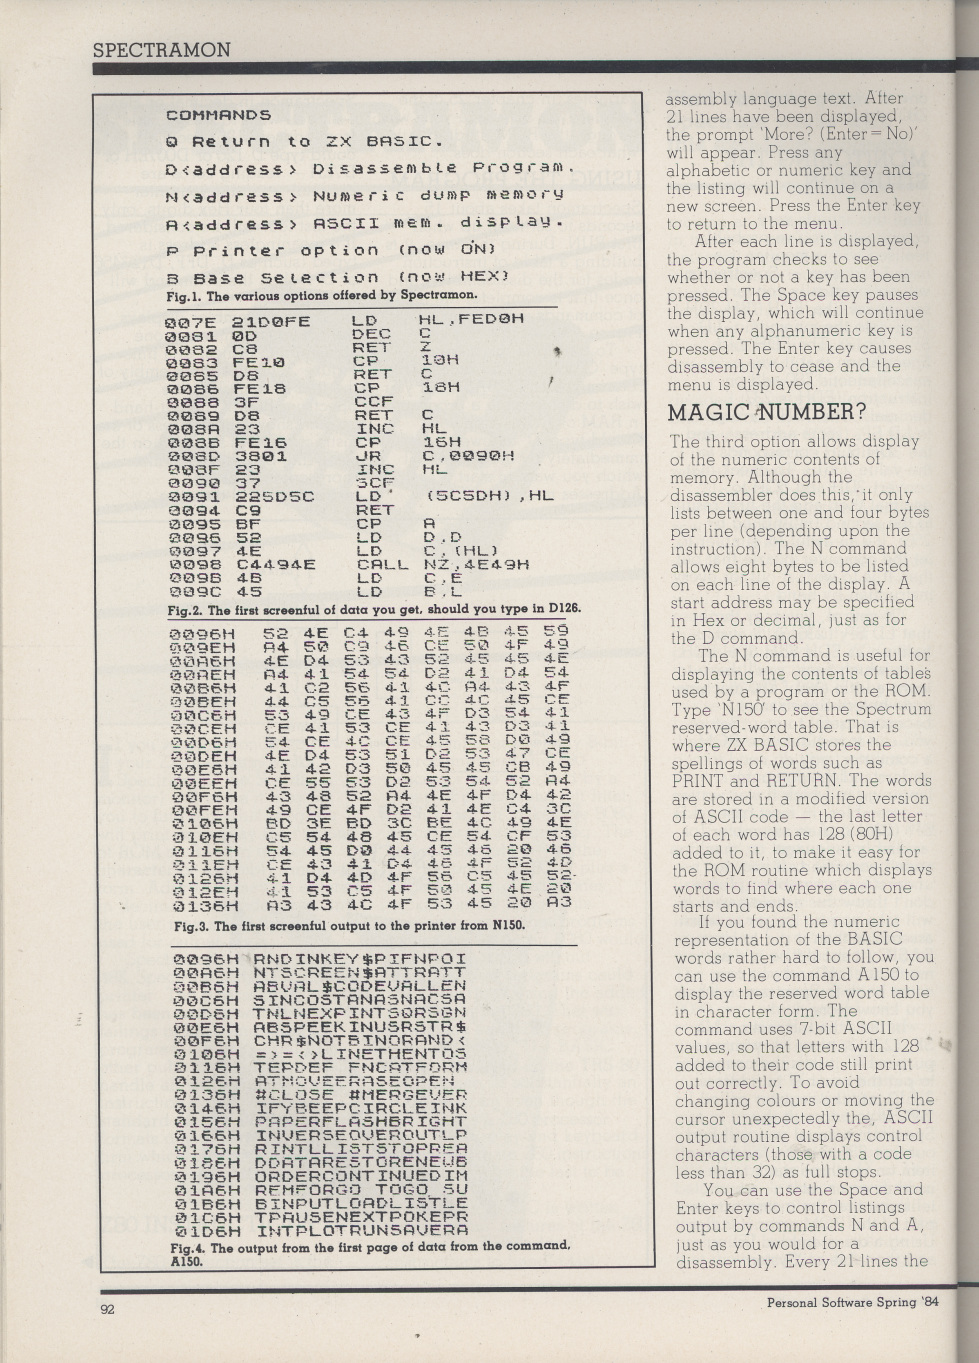 SPECTRAMON
COMMANDS
Q Return to ZX BASIC.
D<address> Disassemble Program.
N<address> Numeric dump memory
A<address> ASCII mem. display.
P Printer option (now ON)
B Base Selection (now HEX)
Fig.1. The various options offered by Spectramon.
007E 21D0FE LD HL,FED0H
0081 0D DEC C
0082 C8 RET Z
0083 FE10 CP 10H
0085 D8 RET C
0086 FE18 CP 18H
0088 3F CCF
0089 D8 RET C
008A 23 INC HL
008B FE16 CP 16H
008D 3801 JR C,0090H
008F 23 INC HL
0090 37 SCF
0091 225D5C LD (5C5DH),HL
0094 C9 RET
0095 BF CP A
0096 52 LD D,D
0097 4E LD C,(HL)
0098 C4494E CALL NZ,4E49H
009B 4B LD C,E
009C 45 LD B,L
Fig.2. The first screenful of data you get, should you type in D126.
0096H 52 4E C4 49 4E 4B 45 59
009EH A4 50 C9 46 CE 50 4F 49
00A6H 4E D4 53 43 52 45 45 4E
00AEH A4 41 54 54 D2 41 D4 54
00B6H 41 C2 56 41 4C A4 43 4F
00BEH 44 C5 56 41 CC 4C 45 CE
00C6H 53 49 CE 43 4F D3 54 41
00CEH CE 41 53 CE 41 43 D3 41
00D6H 54 CE 4C CE 45 58 D0 49
00DEH 4E D4 53 51 D2 53 47 CE
00E6H 41 42 D3 50 45 45 CB 49
00EEH CE 55 53 D2 53 54 52 A4
00F6H 43 48 52 A4 4E 4F D4 42
00FEH 49 CE 4F D2 41 4E C4 3C
0106H BD 3E BD 3C BE 4C 49 4E
010EH C5 54 48 45 CE 54 CF 53
0116H 54 45 D0 44 45 46 20 46
011EH CE 43 41 D4 46 4F 52 4D
0126H 41 D4 4D 4F 56 C5 45 52
012EH 41 53 C5 4F 50 45 4E 20
0136H A3 43 4C 4F 53 45 20 A3
Fig.3. The first screenful output to the printer from N150.
0096H RNDINKEY$PIFNPOI
00A6H NTSCREEN$ATTRATT
00B6H ABVAL$CODEVALLEN
00C6H SINCOSTANASNACSA
00D6H TNLNEXPINTSQRSGN
00E6H ABSPEEKINUSRSTR$
00F6H CHR$NOTBINORAND<
0106H =>=<>LINETHENTOS
0116H TEPDEF FNCATFORM
0126H ATMOVEERASEOPEN
0136H #CLOSE #MERGEVER
0146H IFYBEEPCIRCLEINK
0156H PAPERFLASHBRIGHT
0166H INVERSEOVEROUTLP
0176H RINTLLISTSTOPREA
0186H DDATARESTORENEWB
0196H ORDERCONTINUEDIM
01A6H REMFORGO TOGO SU
01B6H BINPUTLOADLISTLE
01C6H TPAUSENEXTPOKEPR
01D6H INTPLOTRUNSAVERA
Fig.4. The output from the first page of data from the command,
A150.
assembly language text. After
21 lines have been displayed,
the prompt 'More? (Enter = No)'
will appear. Press any
alphabetic or numeric key and
the listing will continue on a
new screen. Press the Enter key
to return to the menu.
After each line is displayed,
the program checks to see
whether or not a key has been
pressed. The Space key pauses
the display, which will continue
when any alphanumeric key is
pressed. The Enter key causes
disassembly to cease and the
menu is displayed.
MAGIC NUMBER?
The third option allows display
of the numeric contents of
memory. Although the
disassembler does this, it only
lists between one and four bytes
per line (depending upon the
instruction). The N command
allows eight bytes to be listed
on each line of the display. A
start address may be specified
in Hex or decimal, just as for
the D command.
The N command is useful for
displaying the contents of tables
used by a program or the ROM.
Type 'N150' to see the Spectrum
reserved-word table. That is
where ZX BASIC stores the
spellings of words such as
PRINT and RETURN. The words
are stored in a modified version
of ASCII code — the last letter
of each word has 128 (80H)
added to it, to make it easy for
the ROM routine which displays
words to find where each one
starts and ends.
If you found the numeric
representation of the BASIC
words rather hard to follow, you
can use the command A150 to
display the reserved word table
in character form. The
command uses 7-bit ASCII
values, so that letters with 128
added to their code still print
out correctly. To avoid
changing colours or moving the
cursor unexpectedly the, ASCII
output routine displays control
characters (those with a code
less than 32) as full stops.
You can use the Space and
Enter keys to control listings
output by commands N and A,
just as you would for a
disassembly. Every 21 lines the
92
Personal Software Spring '84